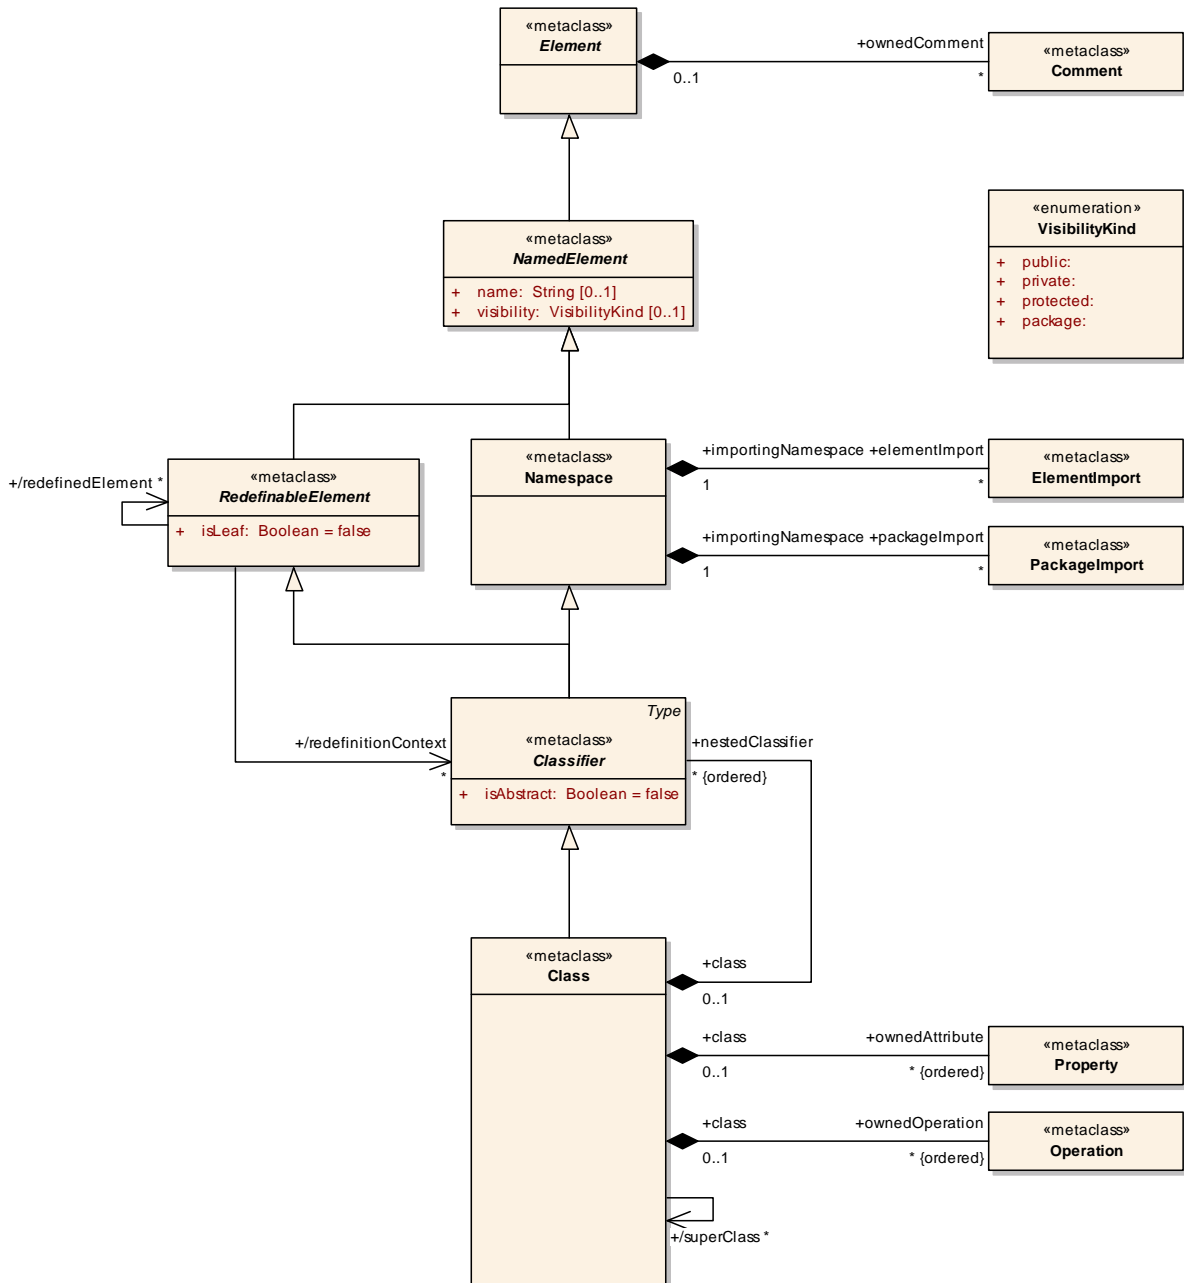 «metaclass»
Element
+ownedComment
0..1
*
«metaclass»
Comment
«metaclass»
NamedElement
+ name: String [0..1]
+ visibility: VisibilityKind [0..1]
«enumeration»
VisibilityKind
+ public:
+ private:
+ protected:
+ package:
+/redefinedElement *
«metaclass»
RedefinableElement
+ isLeaf: Boolean = false
«metaclass»
Namespace
+importingNamespace +elementImport
1
*
«metaclass»
ElementImport
+importingNamespace +packageImport
1
*
«metaclass»
PackageImport
+/redefinitionContext
*
Type
«metaclass»
Classifier
+ isAbstract: Boolean = false
+nestedClassifier
* {ordered}
«metaclass»
Class
+class
0..1
+class
0..1
+ownedAttribute
* {ordered}
«metaclass»
Property
+class
0..1
+ownedOperation
* {ordered}
«metaclass»
Operation
+/superClass *